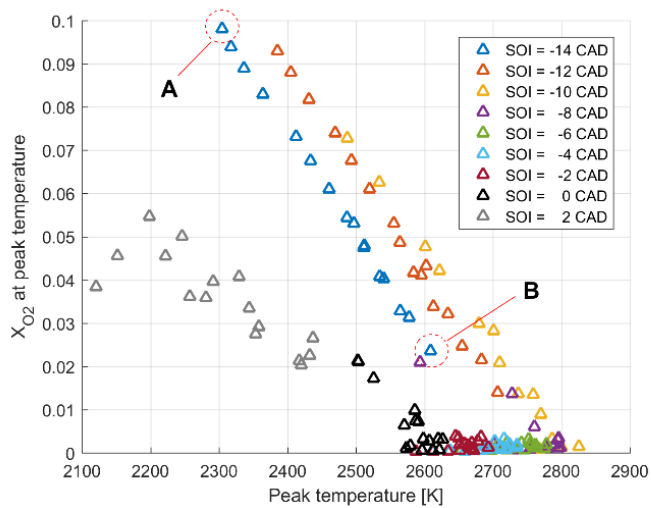 0.1
0.09
0.08
0.07
0.06
0.05
0.04
0.03
0.02
0.01
0
X_O2 at peak temperature
A
B
SOI = -14 CAD
SOI = -12 CAD
SOI = -10 CAD
SOI = -8 CAD
SOI = -6 CAD
SOI = -4 CAD
SOI = -2 CAD
SOI = 0 CAD
SOI = 2 CAD
2100 2200 2300 2400 2500 2600 2700 2800 2900
Peak temperature [K]